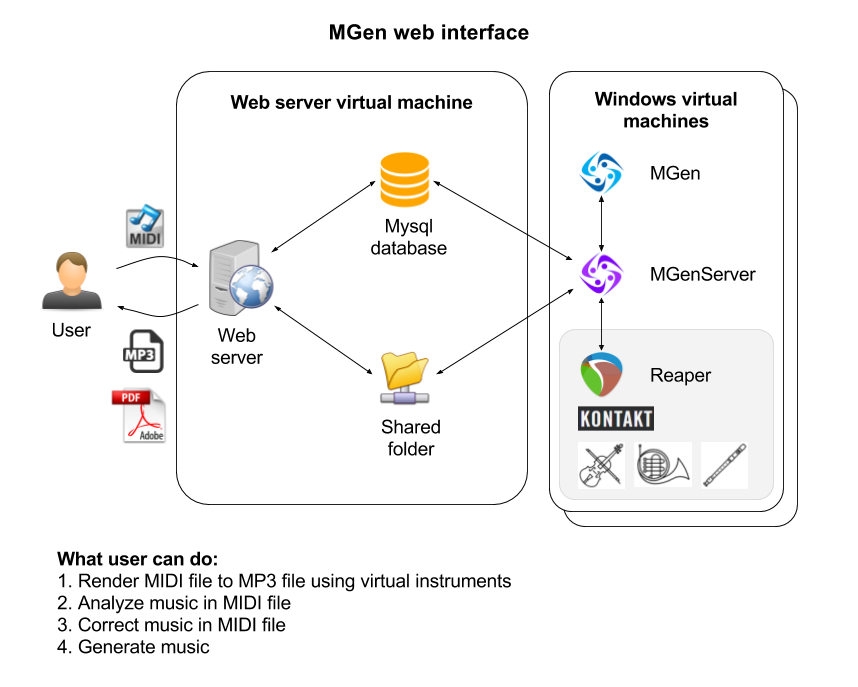 MGen web interface
Web server virtual machine
Windows virtual
machines
MGen
MIDI
Mysql
database
MGenServer
User
Web
server
MP3
Reaper
PDF
Adobe
KONTAKT
Shared
folder
What user can do:
1. Render MIDI file to MP3 file using virtual instruments
2. Analyze music in MIDI file
3. Correct music in MIDI file
4. Generate music